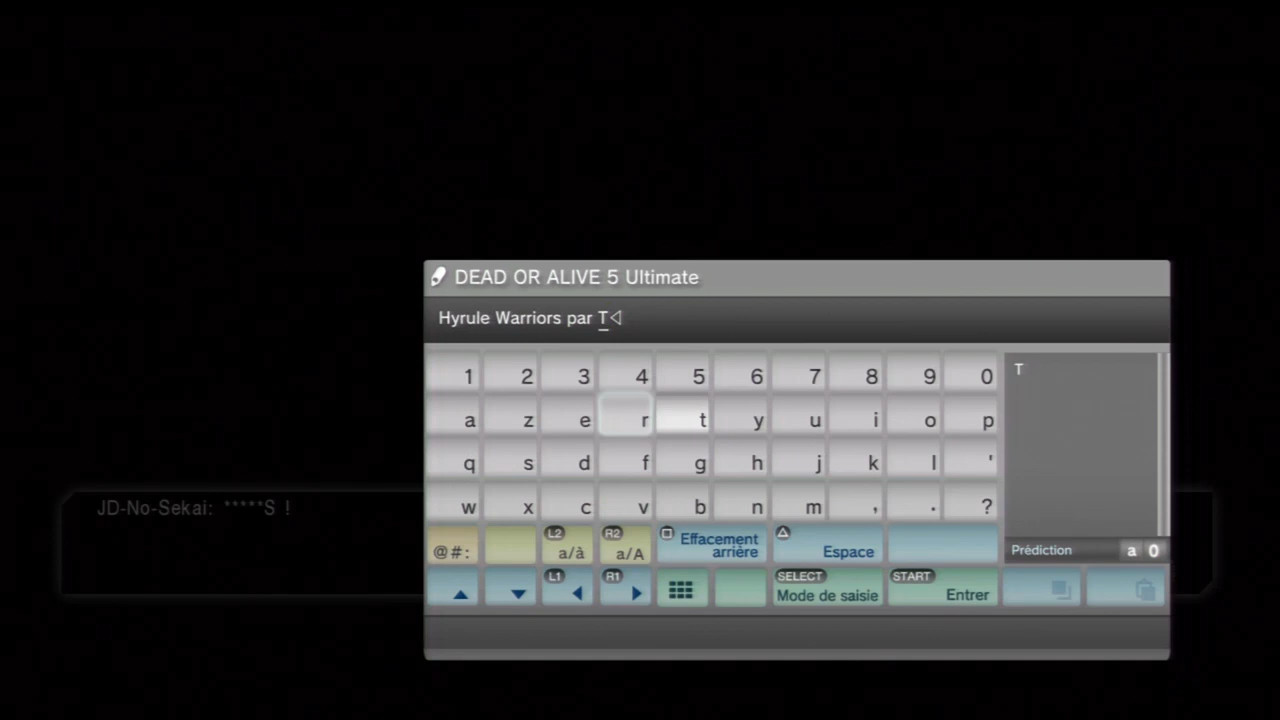 DEAD OR ALIVE 5 Ultimate
Hyrule Warriors par T
1 2 3 4 5 6 7 8 9 0
T
a z e r t y u i o p
q s d f g h j k l '
w x c v b n m , . ?
JD-No-Sekai: *****S !
@#: L2 a/à R2 a/A Effacement arrière Espace
Prédiction a 0
L1 R1 SELECT Mode de saisie START Entrer